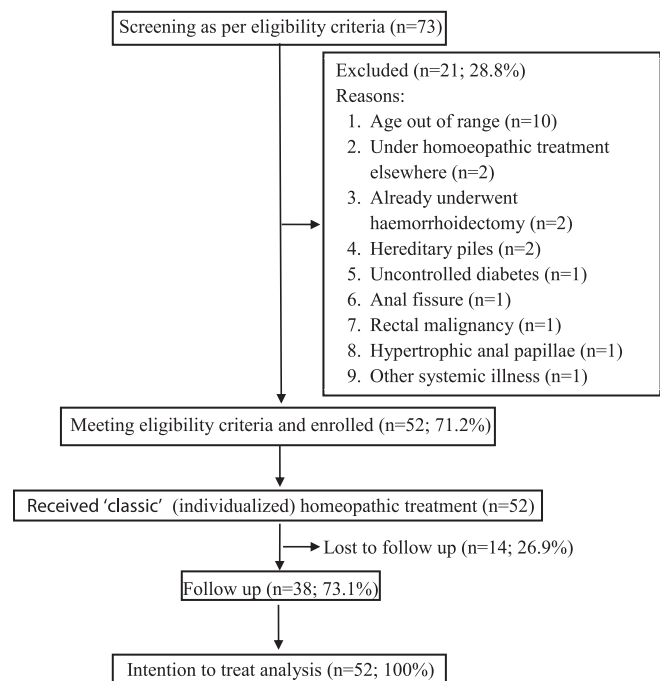 Screening as per eligibility criteria (n=73)
Excluded (n=21; 28.8%)
Reasons:
1. Age out of range (n=10)
2. Under homoeopathic treatment
elsewhere (n=2)
3. Already underwent
haemorrhoidectomy (n=2)
4. Hereditary piles (n=2)
5. Uncontrolled diabetes (n=1)
6. Anal fissure (n=1)
7. Rectal malignancy (n=1)
8. Hypertrophic anal papillae (n=1)
9. Other systemic illness (n=1)
Meeting eligibility criteria and enrolled (n=52; 71.2%)
Received ‘classic‘ (individualized) homeopathic treatment (n=52)
Lost to follow up (n=14; 26.9%)
Follow up (n=38; 73.1%)
Intention to treat analysis (n=52; 100%)